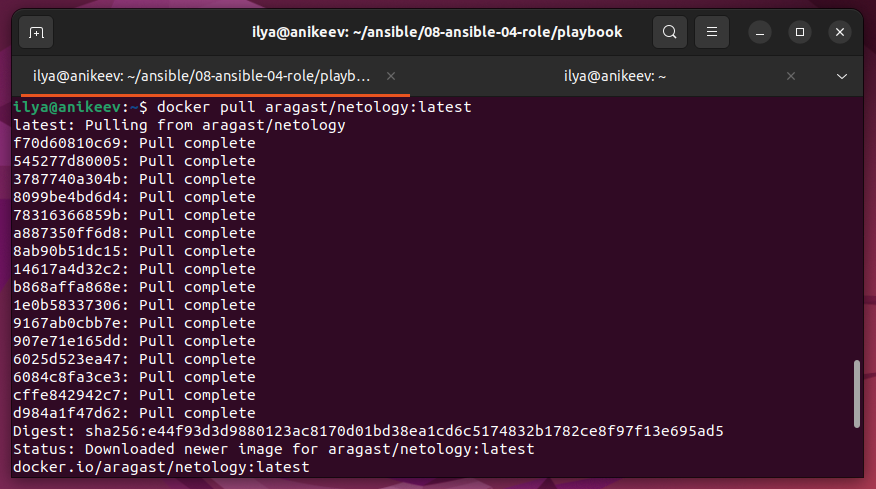 ilya@anikeev: ~/ansible/08-ansible-04-role/playbook
ilya@anikeev: ~/ansible/08-ansible-04-role/playb...
ilya@anikeev: ~
ilya@anikeev:~$ docker pull aragast/netology:latest
latest: Pulling from aragast/netology
f70d60810c69: Pull complete
545277d80005: Pull complete
3787740a304b: Pull complete
8099be4bd6d4: Pull complete
78316366859b: Pull complete
a887350ff6d8: Pull complete
8ab90b51dc15: Pull complete
14617a4d32c2: Pull complete
b868affa868e: Pull complete
1e0b58337306: Pull complete
9167ab0cbb7e: Pull complete
907e71e165dd: Pull complete
6025d523ea47: Pull complete
6084c8fa3ce3: Pull complete
cffe842942c7: Pull complete
d984a1f47d62: Pull complete
Digest: sha256:e44f93d3d9880123ac8170d01bd38ea1cd6c5174832b1782ce8f97f13e695ad5
Status: Downloaded newer image for aragast/netology:latest
docker.io/aragast/netology:latest